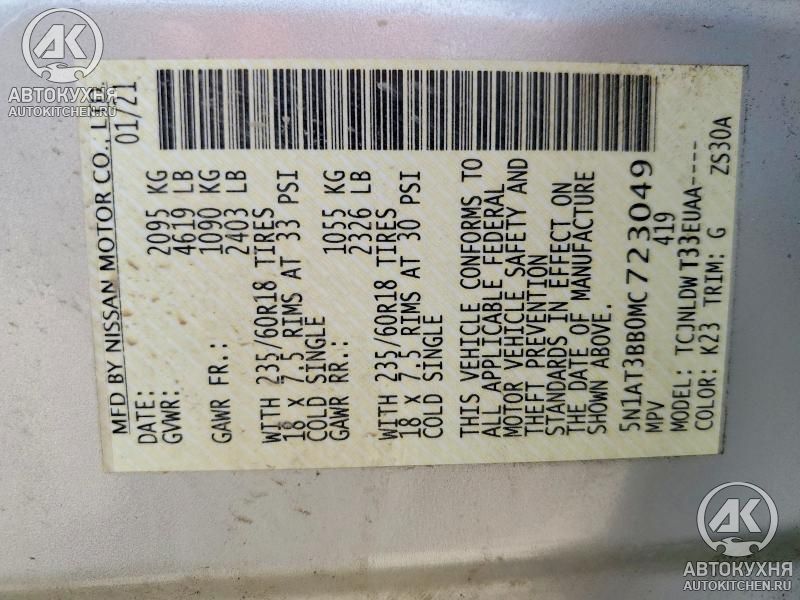 AK
АВТОКУХНЯ
AUTOKITCHEN.RU
MFD BY NISSAN MOTOR CO., LTD.
DATE: 01/21
GVWR: 2095 KG
4619 LB
GAWR FR.: 1090 KG
2403 LB
WITH 235/60R18 TIRES
18 X 7.5 RIMS AT 33 PSI
COLD SINGLE
GAWR RR.: 1055 KG
2326 LB
WITH 235/60R18 TIRES
18 X 7.5 RIMS AT 30 PSI
COLD SINGLE
THIS VEHICLE CONFORMS TO
ALL APPLICABLE FEDERAL
MOTOR VEHICLE SAFETY AND
THEFT PREVENTION
STANDARDS IN EFFECT ON
THE DATE OF MANUFACTURE
SHOWN ABOVE.
5N1AT3BB0MC723049
MPV 419
MODEL: TCJNLDW T33EUAA----
COLOR: K23 TRIM: G ZS30A
AK
АВТОКУХНЯ
AUTOKITCHEN.RU